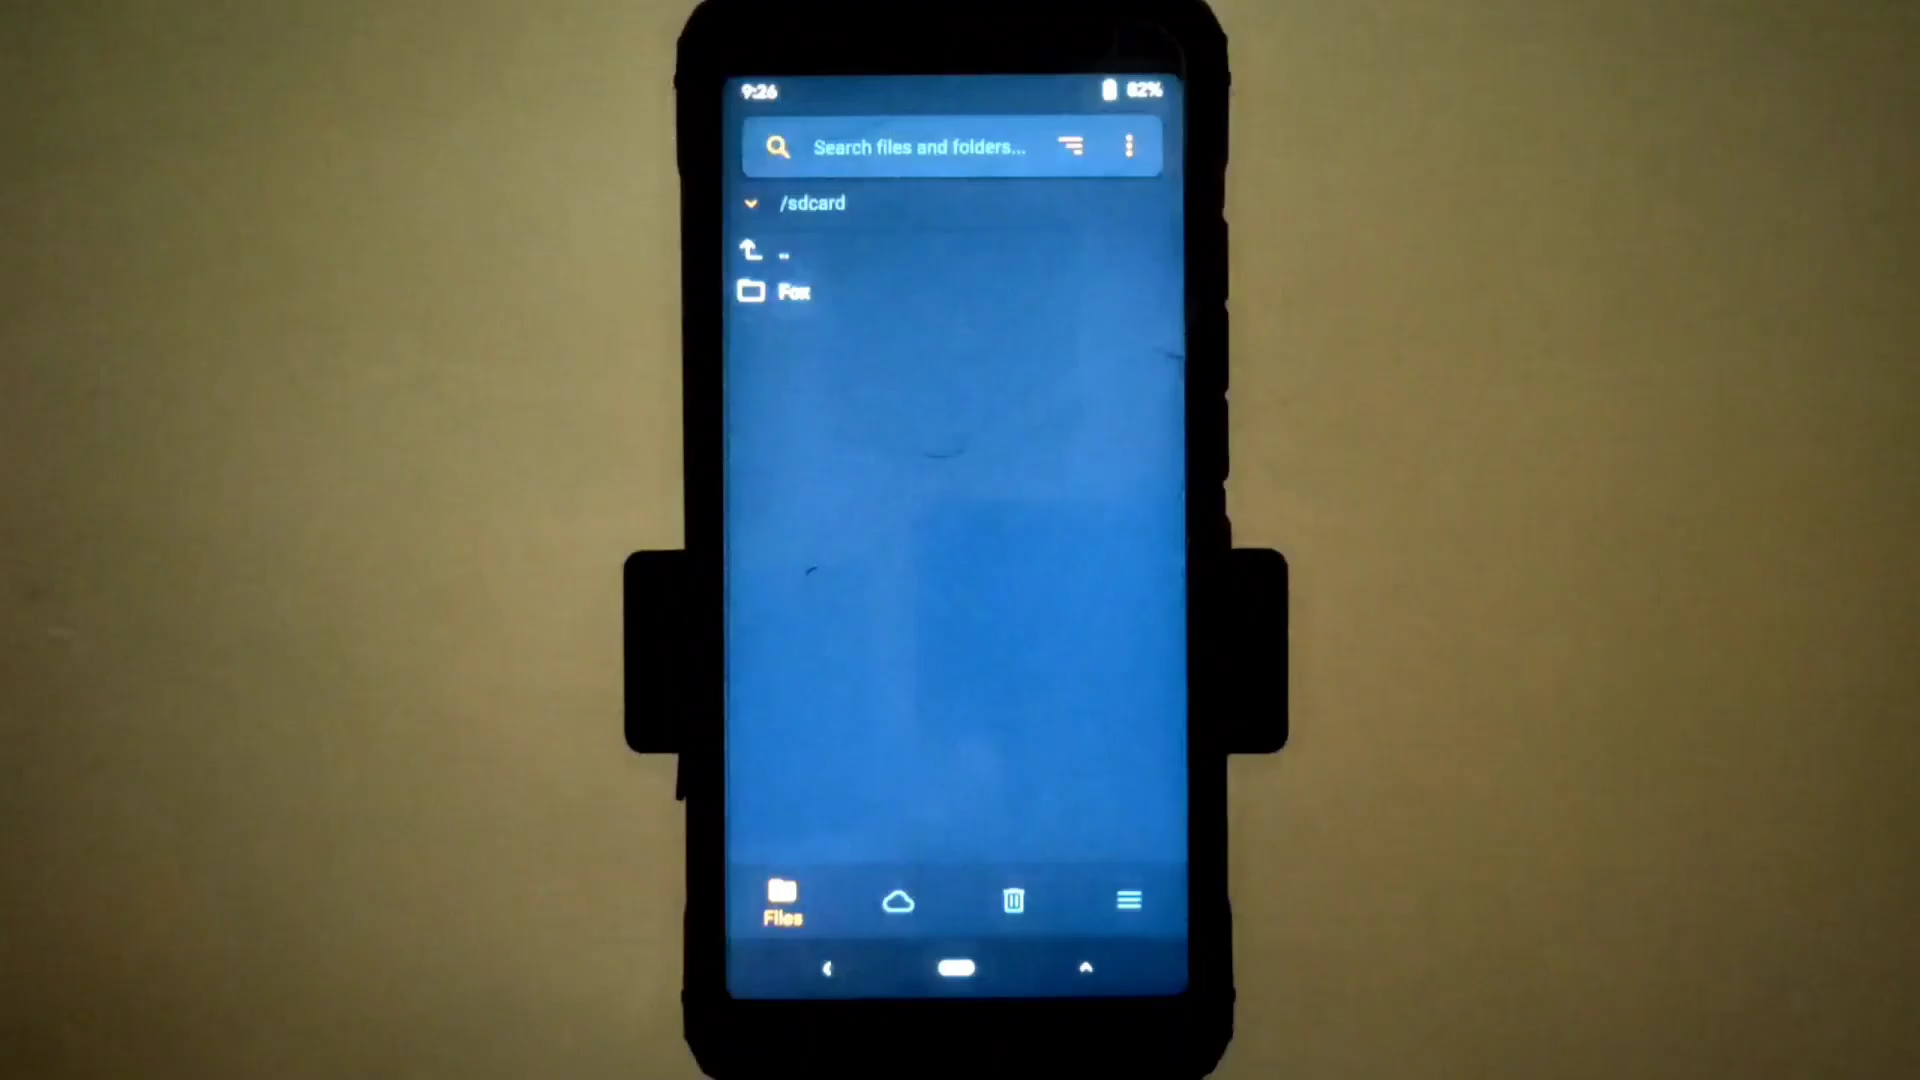 9:26
82%
Search files and folders...
/sdcard
..
Fox
Files